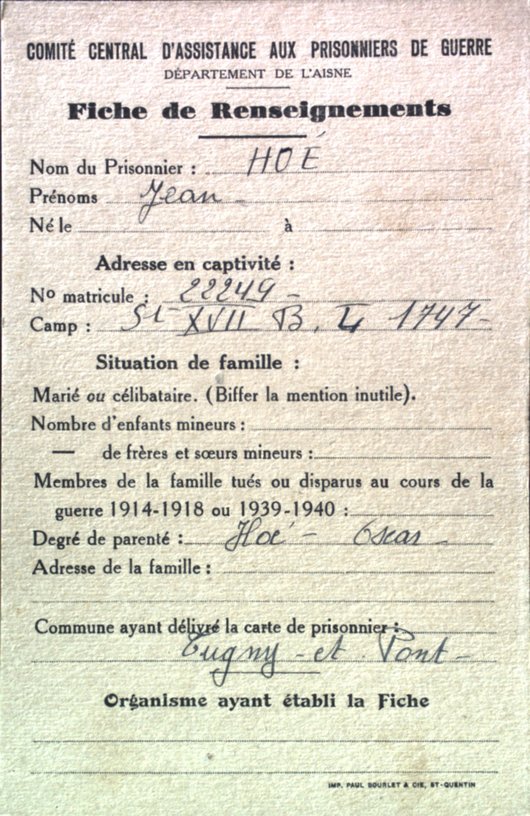 COMITÉ CENTRAL D'ASSISTANCE AUX PRISONNIERS DE GUERRE
DÉPARTEMENT DE L'AISNE
Fiche de Renseignements
Nom du Prisonnier : HOÉ
Prénoms Jean -
Né le à
Adresse en captivité :
No matricule : 22249 -
Camp : St XVII B. L 1747 -
Situation de famille :
Marié ou célibataire. (Biffer la mention inutile).
Nombre d'enfants mineurs :
— de frères et sœurs mineurs :
Membres de la famille tués ou disparus au cours de la
guerre 1914-1918 ou 1939-1940 :
Degré de parenté : Hoé - Oscar -
Adresse de la famille :
Commune ayant délivré la carte de prisonnier :
Tugny - et Pont -
Organisme ayant établi la Fiche
IMP. PAUL BOURLET & CIE, ST-QUENTIN